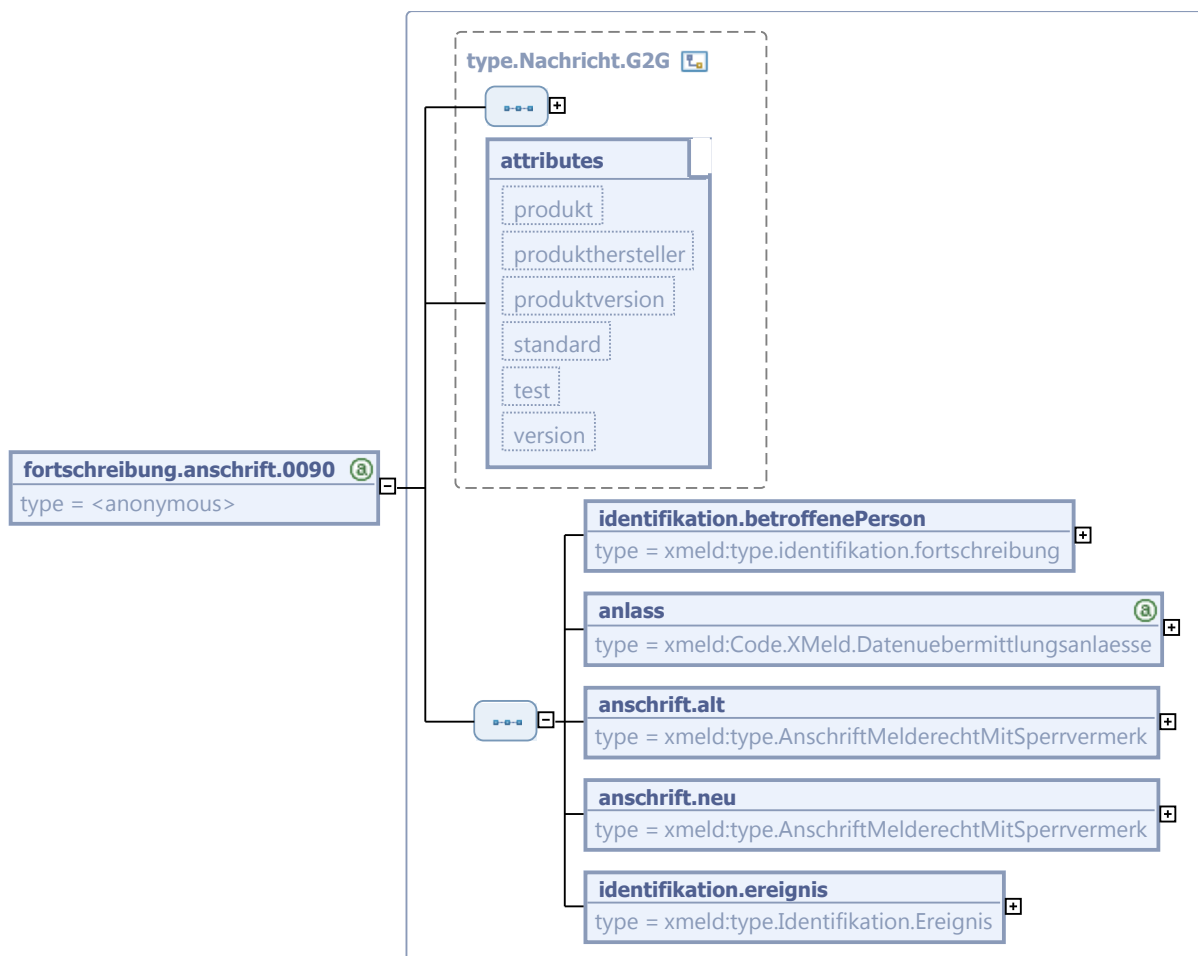 type.Nachricht.G2G
attributes
produkt
produkthersteller
produktversion
standard
test
version
fortschreibung.anschrift.0090
type = <anonymous>
identifikation.betroffenePerson
type = xmeld:type.identifikation.fortschreibung
anlass
type = xmeld:Code.XMeld.Datenuebermittlungsanlaesse
anschrift.alt
type = xmeld:type.AnschriftMelderechtMitSperrvermerk
anschrift.neu
type = xmeld:type.AnschriftMelderechtMitSperrvermerk
identifikation.ereignis
type = xmeld:type.Identifikation.Ereignis